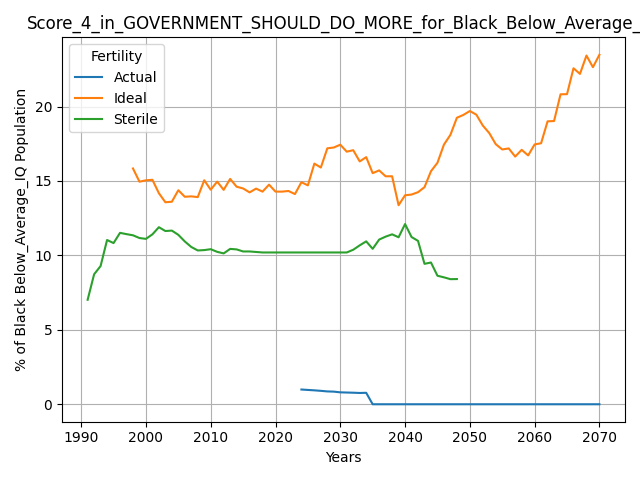 Score_4_in_GOVERNMENT_SHOULD_DO_MORE_for_Black_Below_Average_
Fertility
Actual
Ideal
Sterile
% of Black Below_Average_IQ Population
20
15
10
5
0
1990 2000 2010 2020 2030 2040 2050 2060 2070
Years